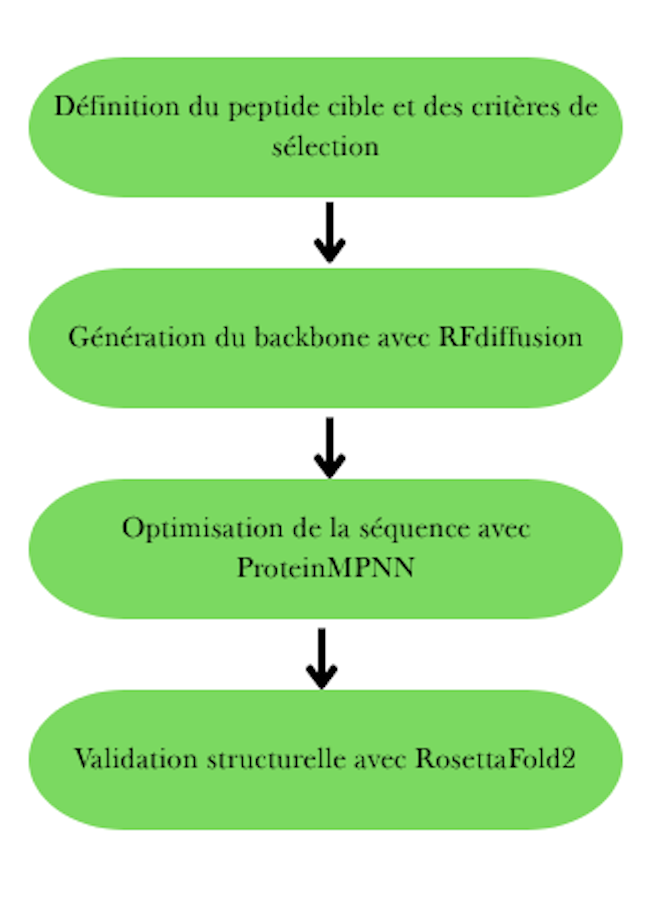 Définition du peptide cible et des critères de
sélection
Génération du backbone avec RFdiffusion
Optimisation de la séquence avec
ProteinMPNN
Validation structurelle avec RosettaFold2